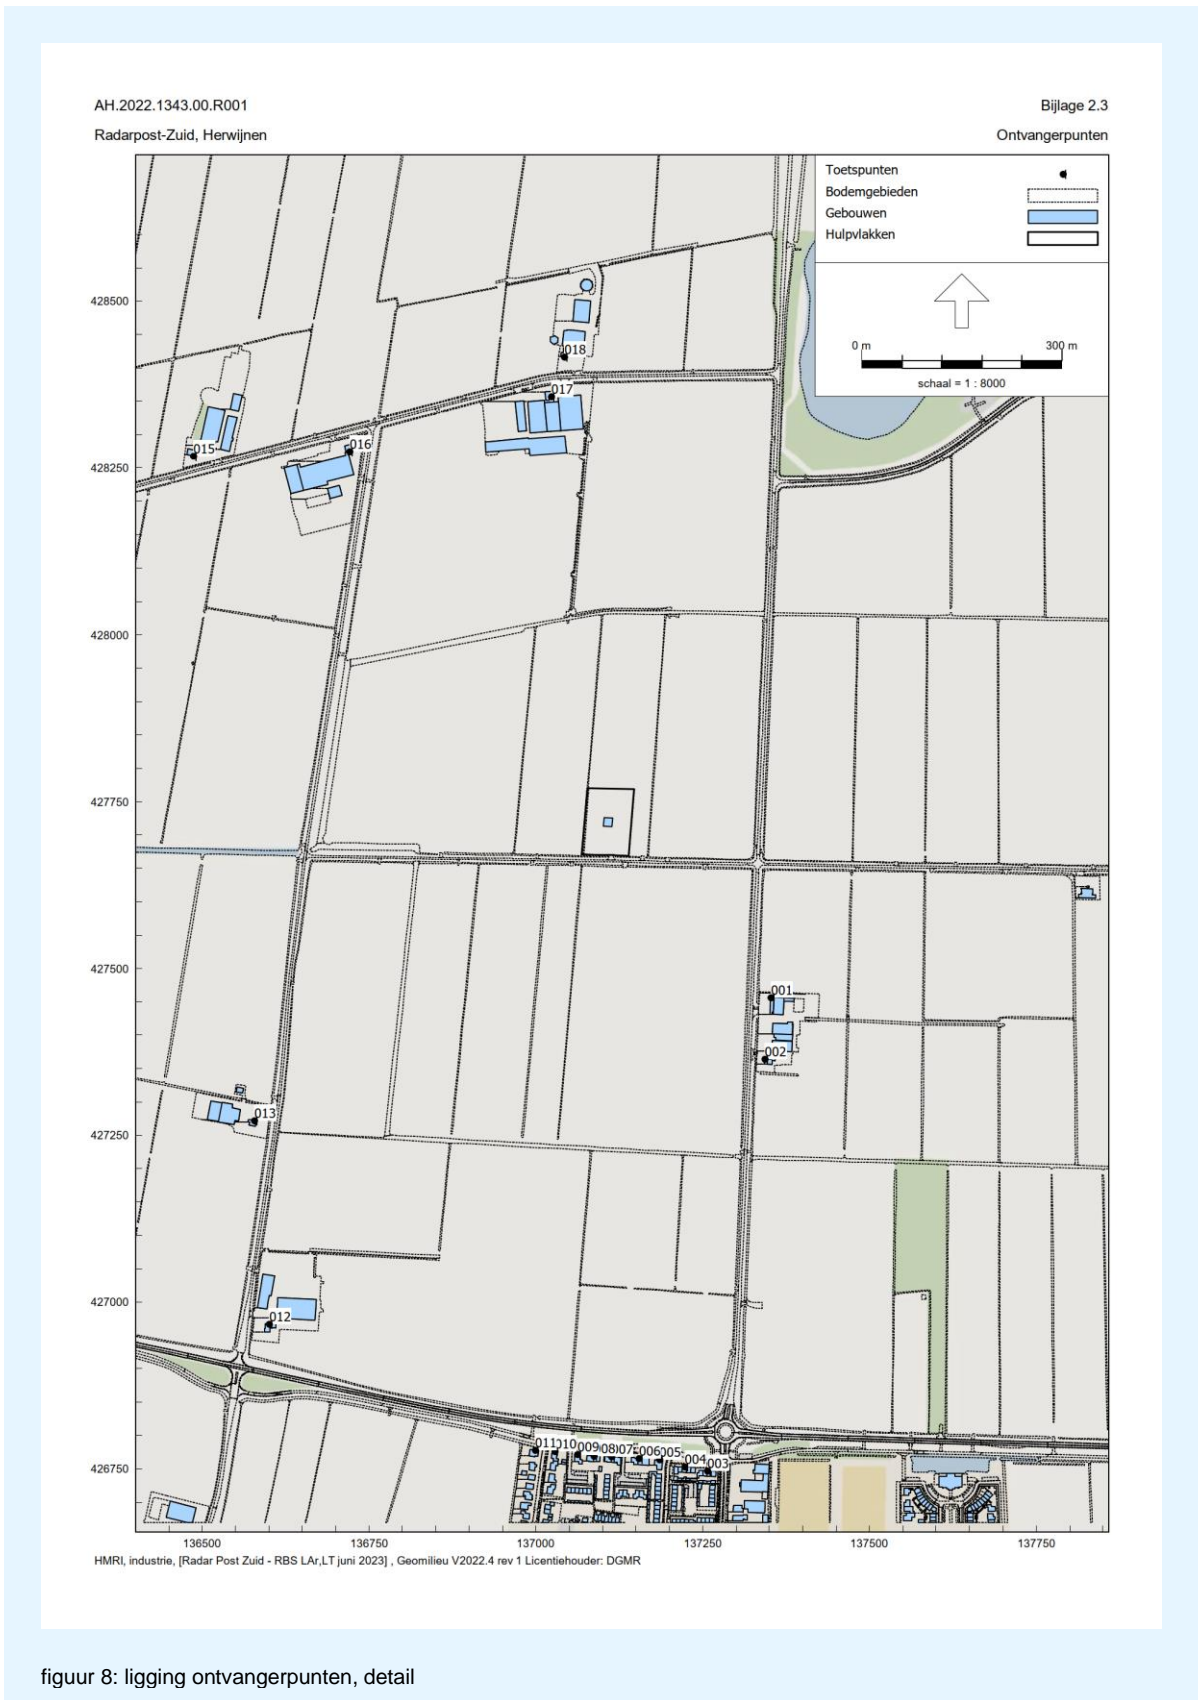 AH.2022.1343.00.R001
Bijlage 2.3
Radarpost-Zuid, Herwijnen
Ontvangerpunten
Toetspunten
Bodemgebieden
Gebouwen
Hulpvlakken
0 m
300 m
schaal = 1 : 8000
428500
018
017
015
016
428250
428000
427750
427500
001
002
013
427250
427000
012
011
010
009
08
07
006
005
004
003
426750
136500
136750
137000
137250
137500
137750
HMRI, industrie, [Radar Post Zuid - RBS LAr,LT juni 2023] , Geomilieu V2022.4 rev 1 Licentiehouder: DGMR
figuur 8: ligging ontvangerpunten, detail